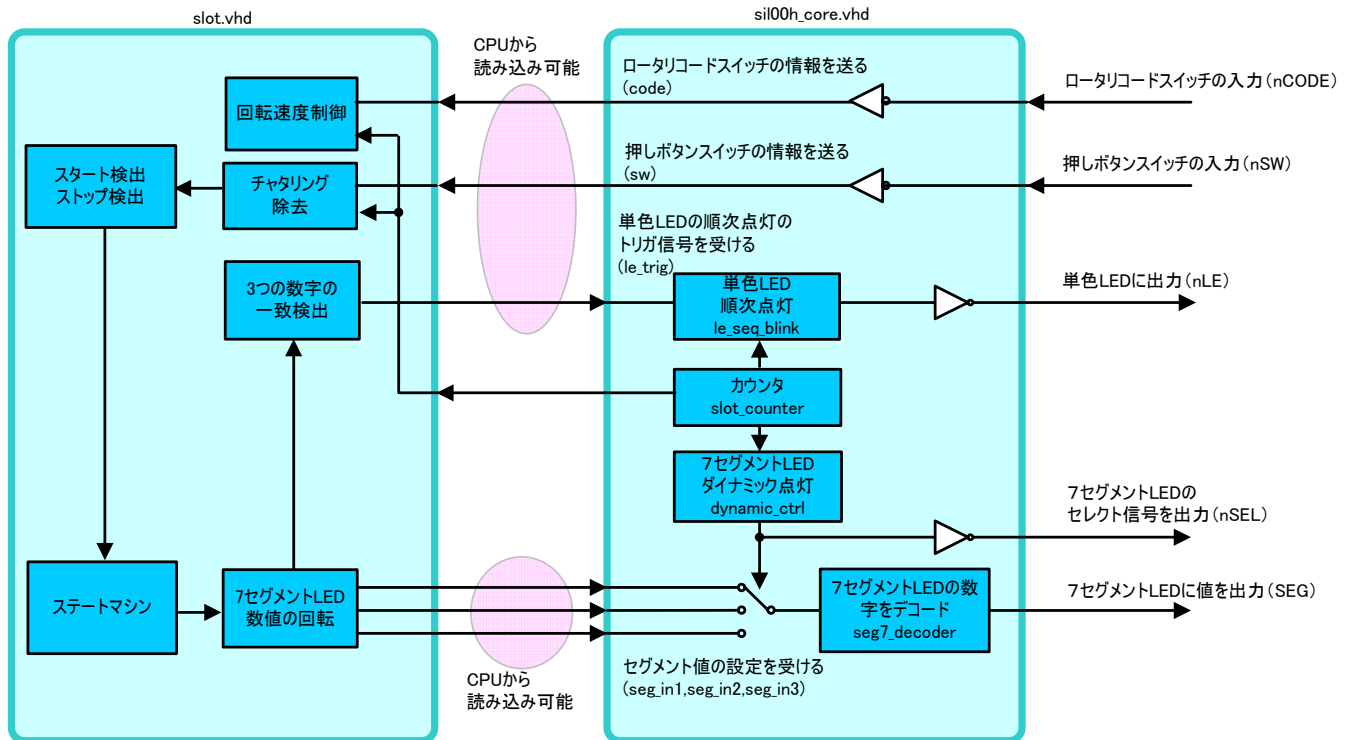 slot.vhd
sil00h_core.vhd
CPUから
読み込み可能
ロータリコードスイッチの情報を送る
(code)
ロータリコードスイッチの入力(nCODE)
回転速度制御
押しボタンスイッチの情報を送る
(sw)
押しボタンスイッチの入力(nSW)
スタート検出
ストップ検出
チャタリング
除去
単色LEDの順次点灯の
トリガ信号を受ける
(le_trig)
3つの数字の
一致検出
単色LED
順次点灯
le_seq_blink
単色LEDに出力(nLE)
カウンタ
slot_counter
7セグメントLED
ダイナミック点灯
dynamic_ctrl
7セグメントLEDの
セレクト信号を出力(nSEL)
ステートマシン
7セグメントLED
数値の回転
7セグメントLEDの数
字をデコード
seg7_decoder
7セグメントLEDに値を出力(SEG)
CPUから
読み込み可能
セグメント値の設定を受ける
(seg_in1,seg_in2,seg_in3)